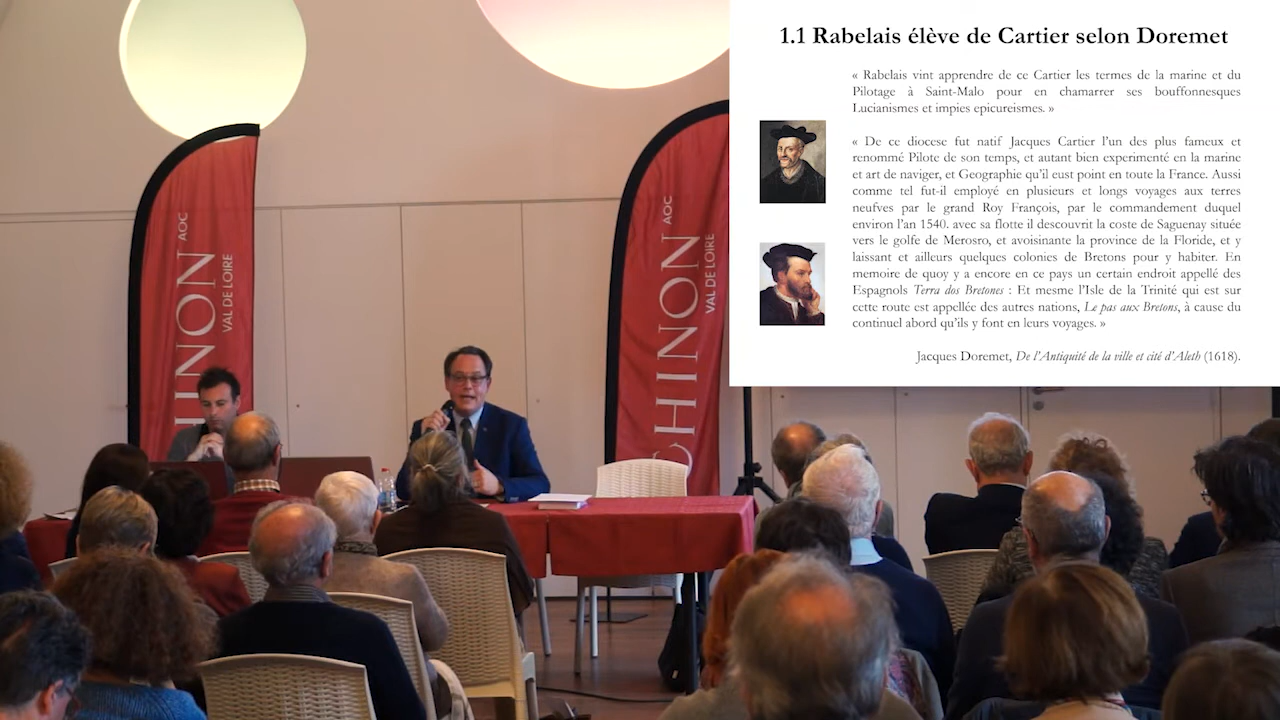 1.1 Rabelais élève de Cartier selon Doremet
« Rabelais vint apprendre de ce Cartier les termes de la marine et du
Pilotage à Saint-Malo pour en chamarrer ses bouffonnesques
Lucianismes et impies epicureismes. »
« De ce diocese fut natif Jacques Cartier l'un des plus fameux et
renommé Pilote de son temps, et autant bien experimenté en la marine
et art de naviger, et Geographie qu'il eust point en toute la France. Aussi
comme tel fut-il employé en plusieurs et longs voyages aux terres
neufves par le grand Roy François, par le commandement duquel
environ l'an 1540. avec sa flotte il descouvrit la coste de Saguenay située
vers le golfe de Merosro, et avoisinante la province de la Floride, et y
laissant et ailleurs quelques colonies de Bretons pour y habiter. En
memoire de quoy y a encore en ce pays un certain endroit appellé des
Espagnols Terra dos Bretones : Et mesme l'Isle de la Trinité qui est sur
cette route est appellée des autres nations, Le pas aux Bretons, à cause du
continuel abord qu'ils y font en leurs voyages. »
Jacques Doremet, De l'Antiquité de la ville et cité d'Aleth (1618).
CHINON
AOC
VAL DE LOIRE
CHINON
AOC
VAL DE LOIRE